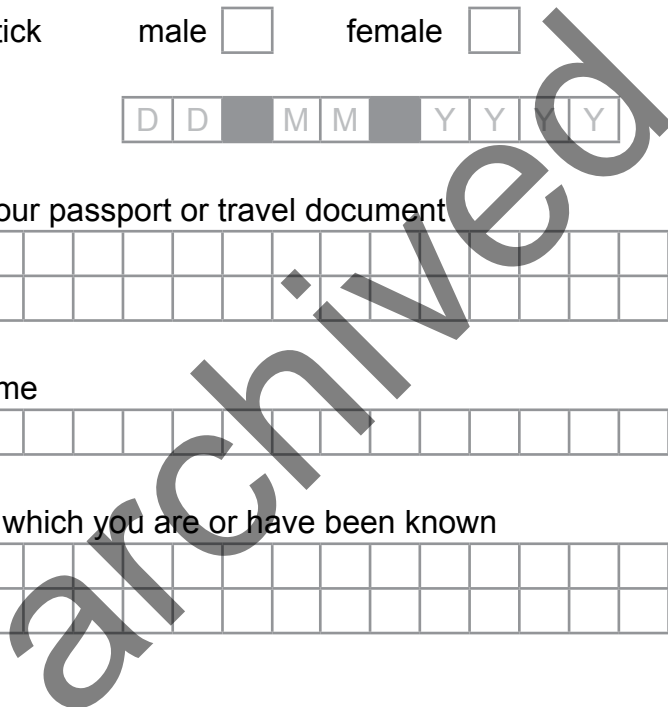 tick male female
D D M M Y Y Y Y
our passport or travel document
me
which you are or have been known
archived